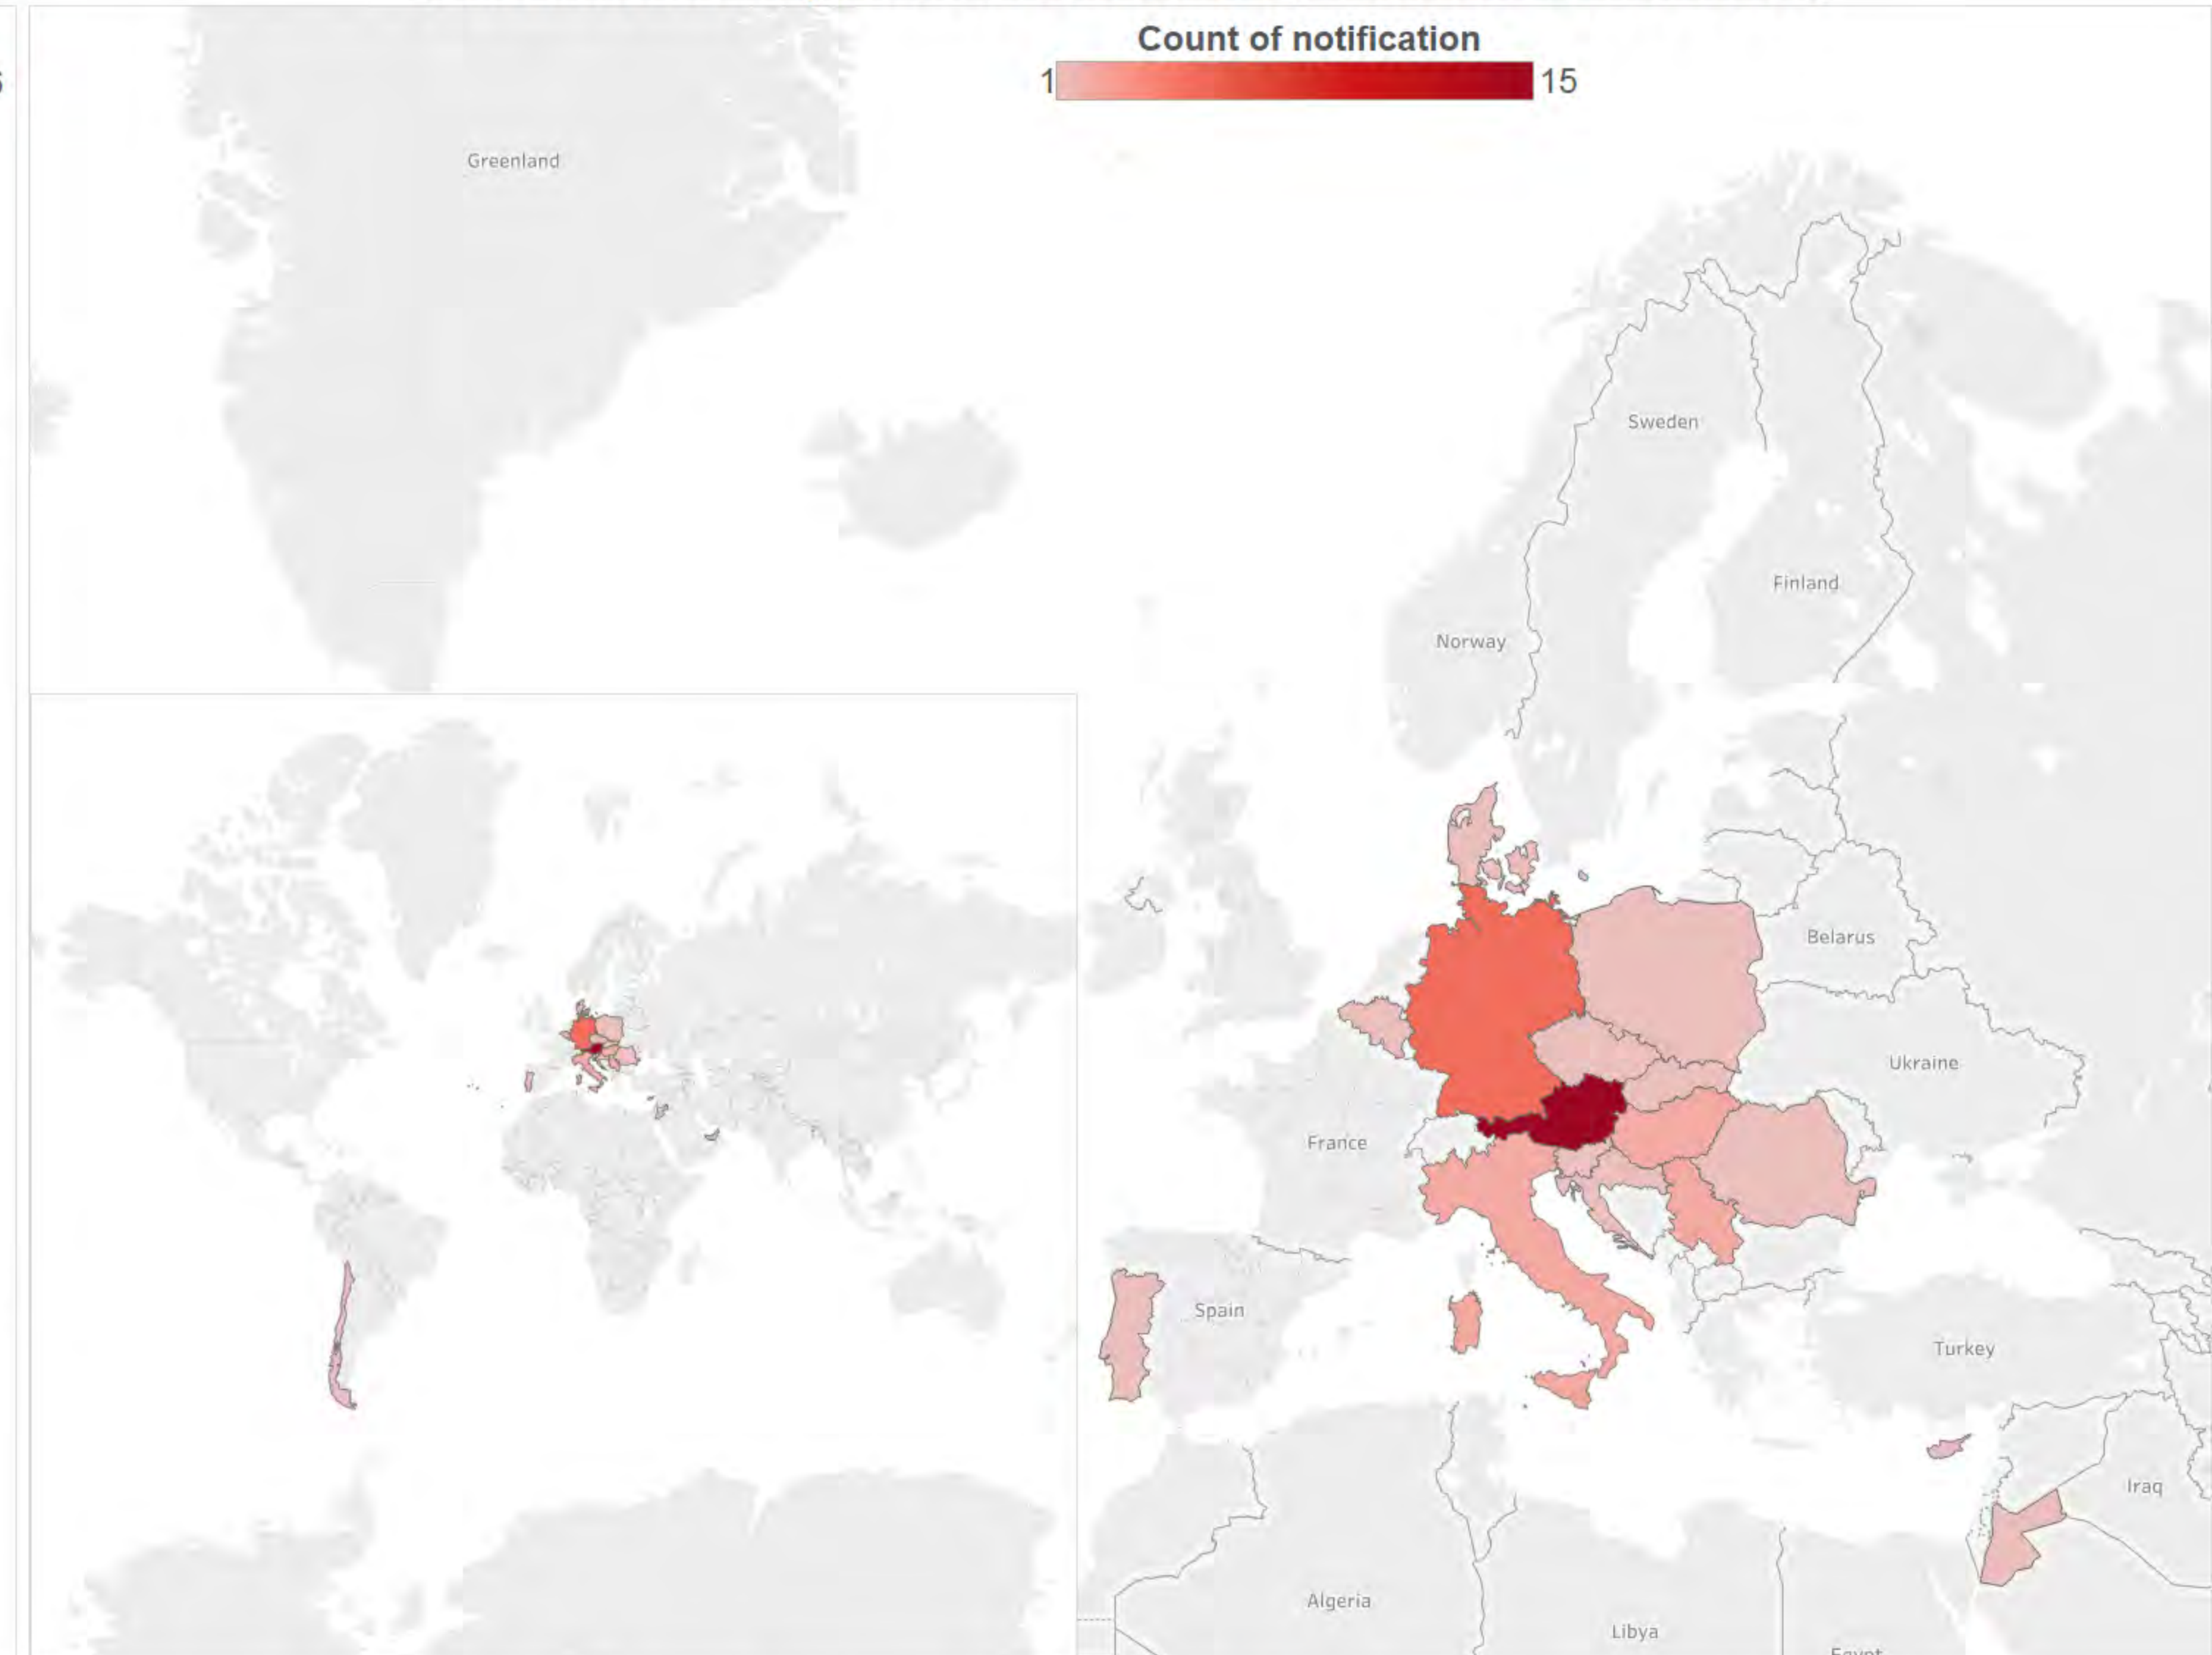 Count of notification
1 15
Greenland
Sweden
Finland
Norway
Belarus
Ukraine
France
Spain
Turkey
Iraq
Algeria
Libya